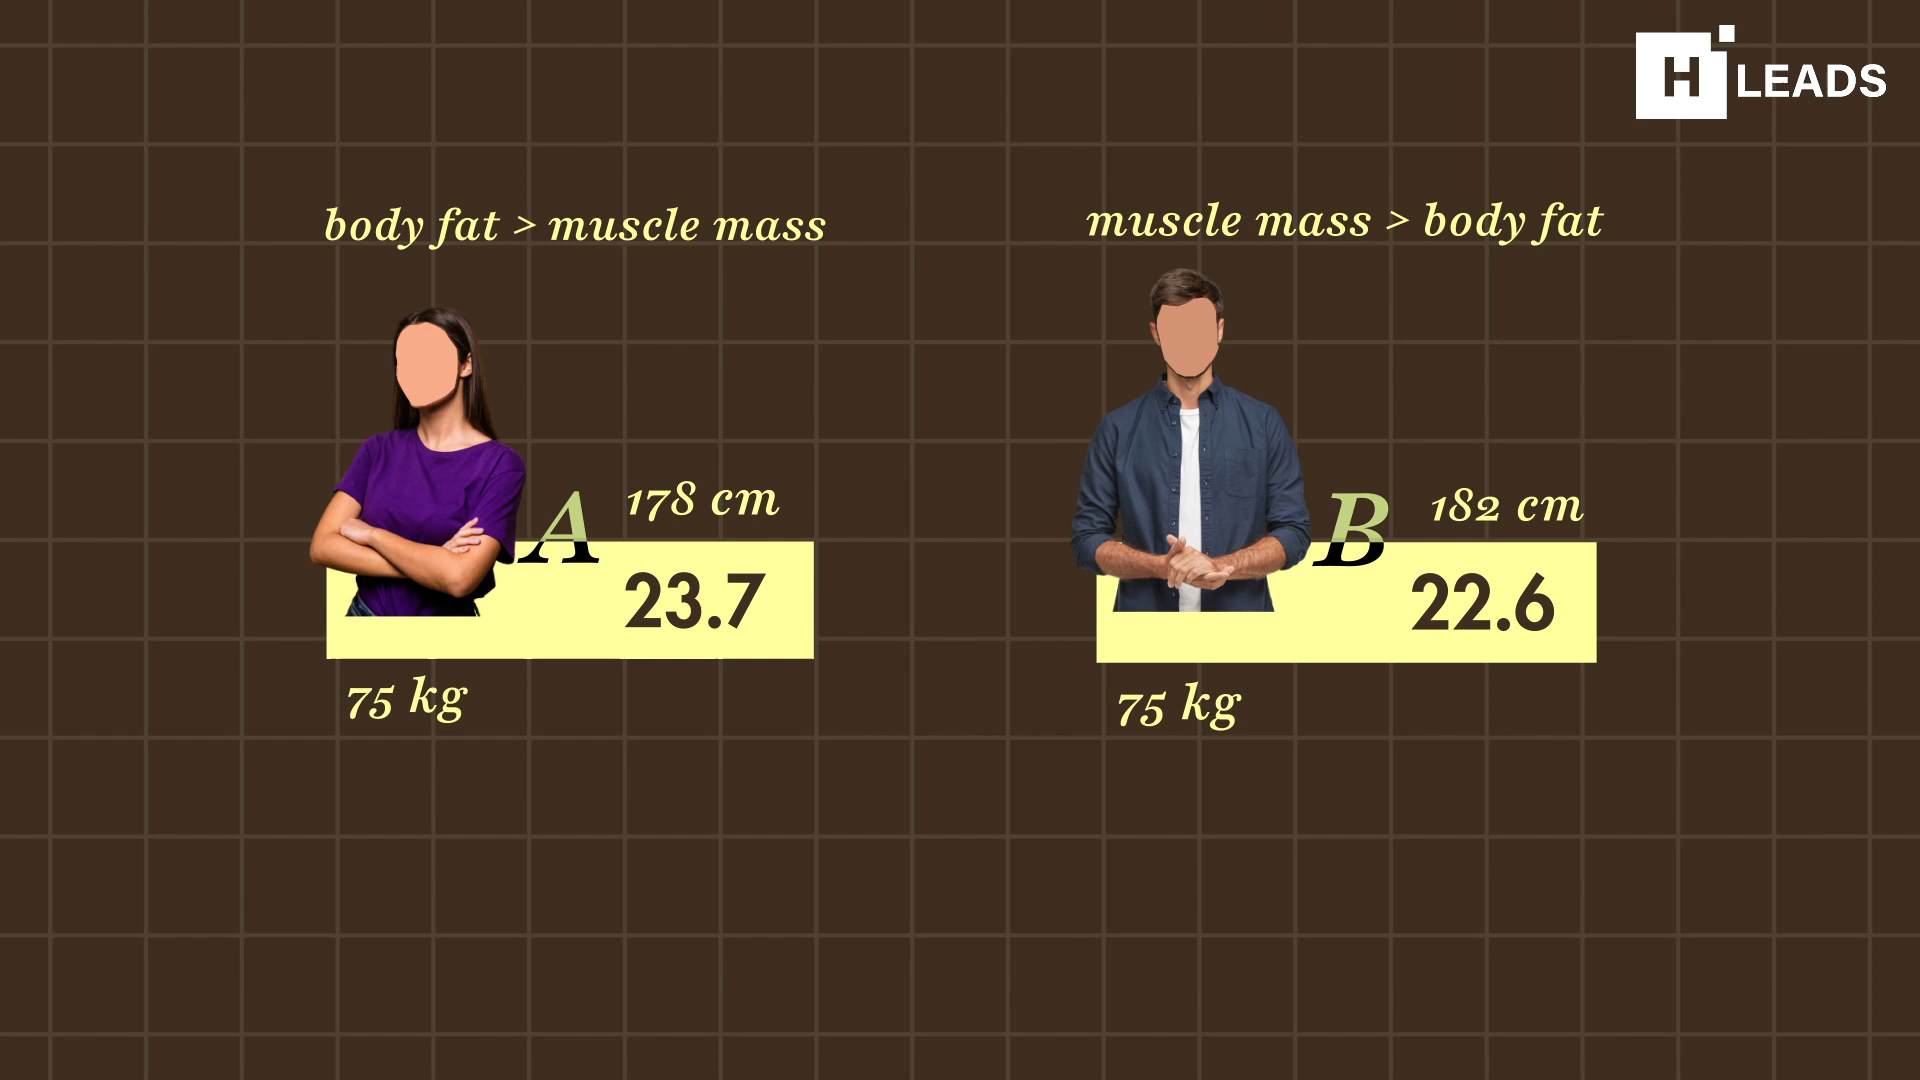 H LEADS
body fat > muscle mass
muscle mass > body fat
A
178 cm
23.7
75 kg
B
182 cm
22.6
75 kg